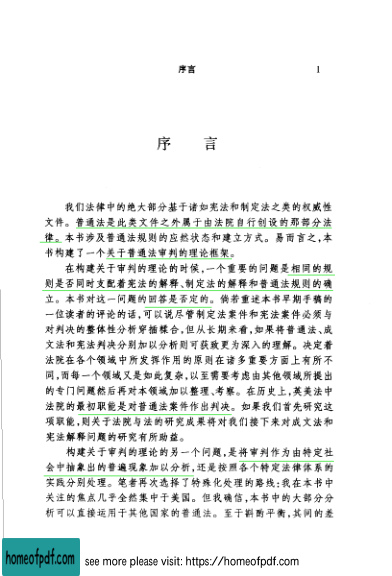 序言 1
序 言
我们法律中的绝大部分基于诸如宪法和制定法之类的权威性
文件。普通法是此类文件之外属于由法院自行创设的那部分法
律。本书涉及普通法规则的应然状态和建立方式。易而言之,本
书构建了一个关于普通法审判的理论框架。
在构建关于审判的理论的时候,一个重要的问题是相同的规
则是否同时支配着宪法的解释、制定法的解释和普通法规则的确
立。本书对这一问题的回答是否定的。倘若重述本书早期手稿的
一位读者的评论的话,可以说尽管制定法案件和宪法案件必须与
对判决的整体性分析穿插糅合,但从长期来看,如果将普通法、成
文法和宪法判决分别加以分析则可获致更为深入的理解。决定着
法院在各个领域中所发挥作用的原则在诸多重要方面上有所不
同,而每一个领域又是如此复杂,以至需要考虑由其他领域所提出
的专门问题然后再对本领域加以整理、考察。在历史上,英美法中
法院的最初职能是对普通法案件作出判决。如果我们首先研究这
项职能,则关于法院与法的研究成果将对我们接下来对成文法和
宪法解释问题的研究有所助益。
构建关于审判的理论的另一个问题,是将审判作为由特定社
会中抽象出的普遍现象加以分析,还是按照各个特定法律体系的
实践分别处理。笔者再次选择了特殊化处理的路线:我在本书中
关注的焦点几乎全然集中于美国。但我确信,本书中的大部分分
析可以直接运用于其他国家的普通法。至于斟酌平衡,其间的差
homeofpdf.com see more please visit: https://homeofpdf.com